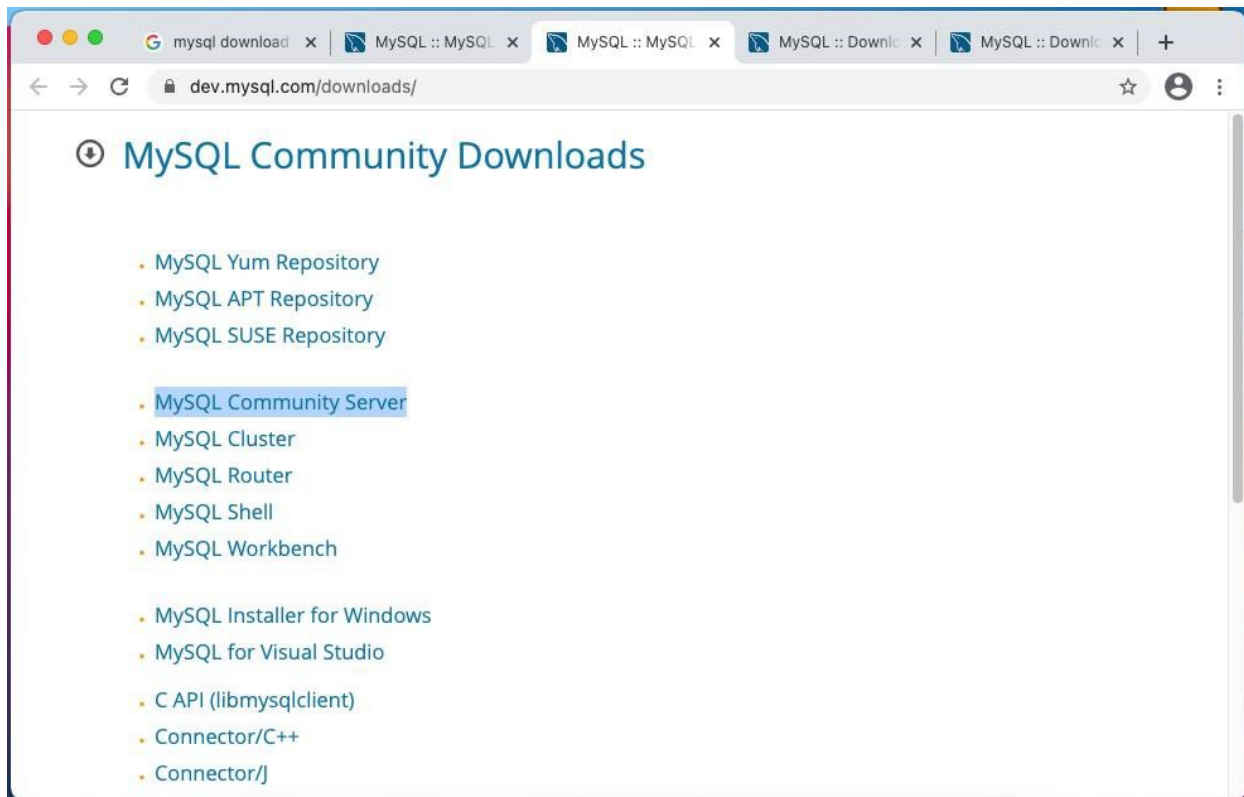 mysql download
MySQL :: MySQL
MySQL :: MySQL
MySQL :: Downlo
MySQL :: Downlo
dev.mysql.com/downloads/
MySQL Community Downloads
MySQL Yum Repository
MySQL APT Repository
MySQL SUSE Repository
MySQL Community Server
MySQL Cluster
MySQL Router
MySQL Shell
MySQL Workbench
MySQL Installer for Windows
MySQL for Visual Studio
C API (libmysqlclient)
Connector/C++
Connector/J